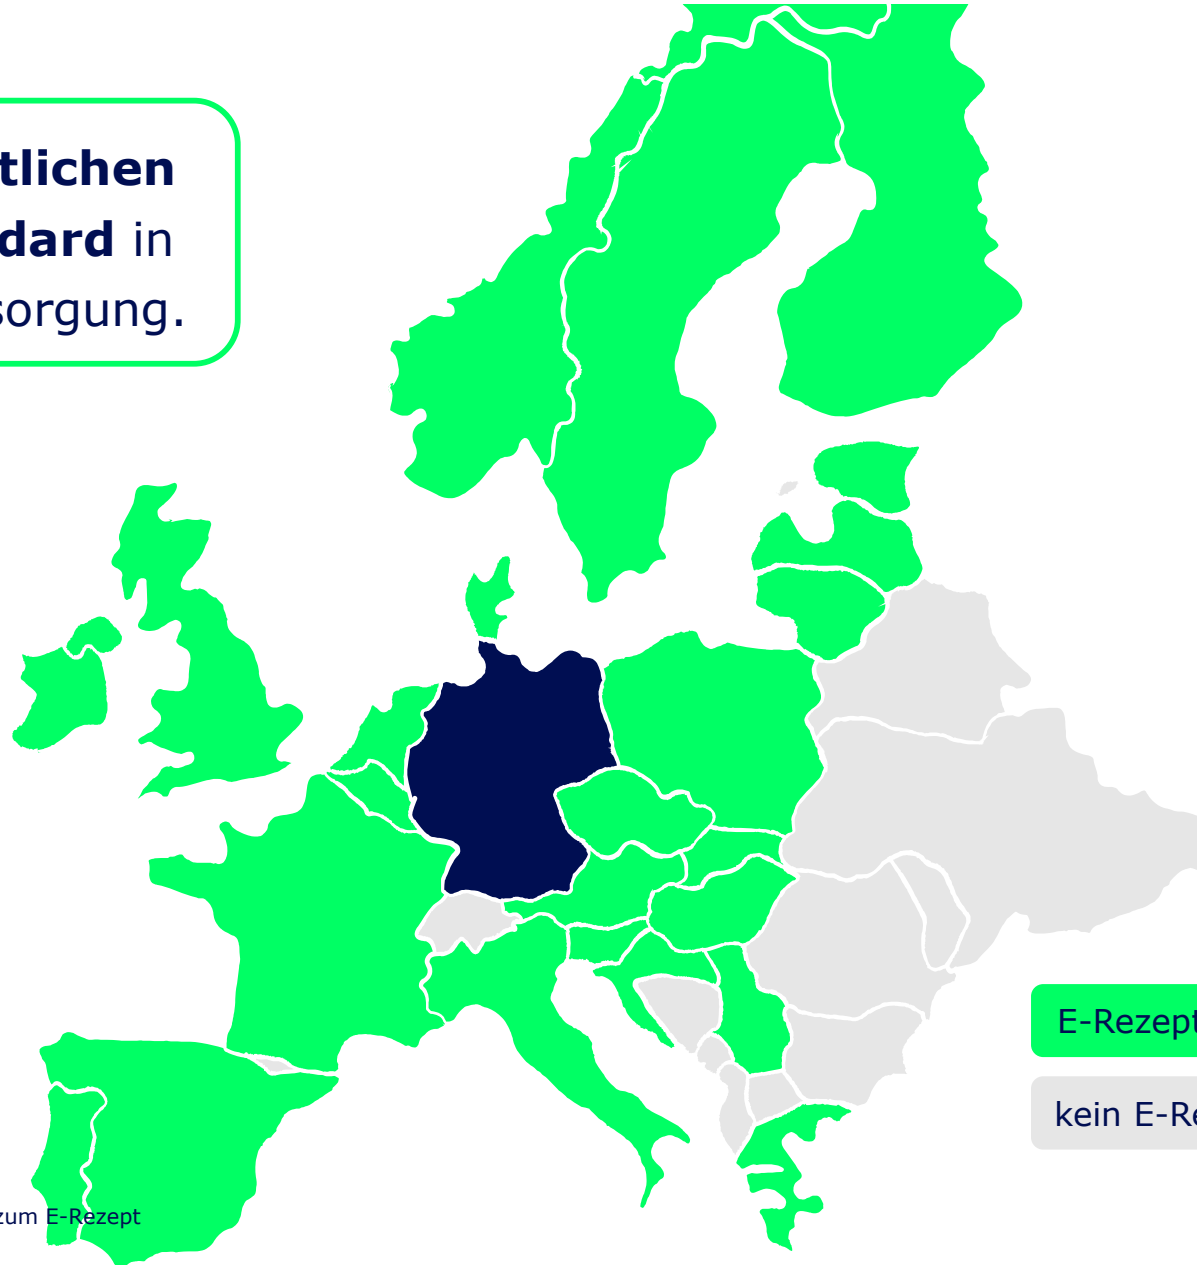 tlichen
dard in
sorgung.
E-Rezept
kein E-Re
zum E-Rezept